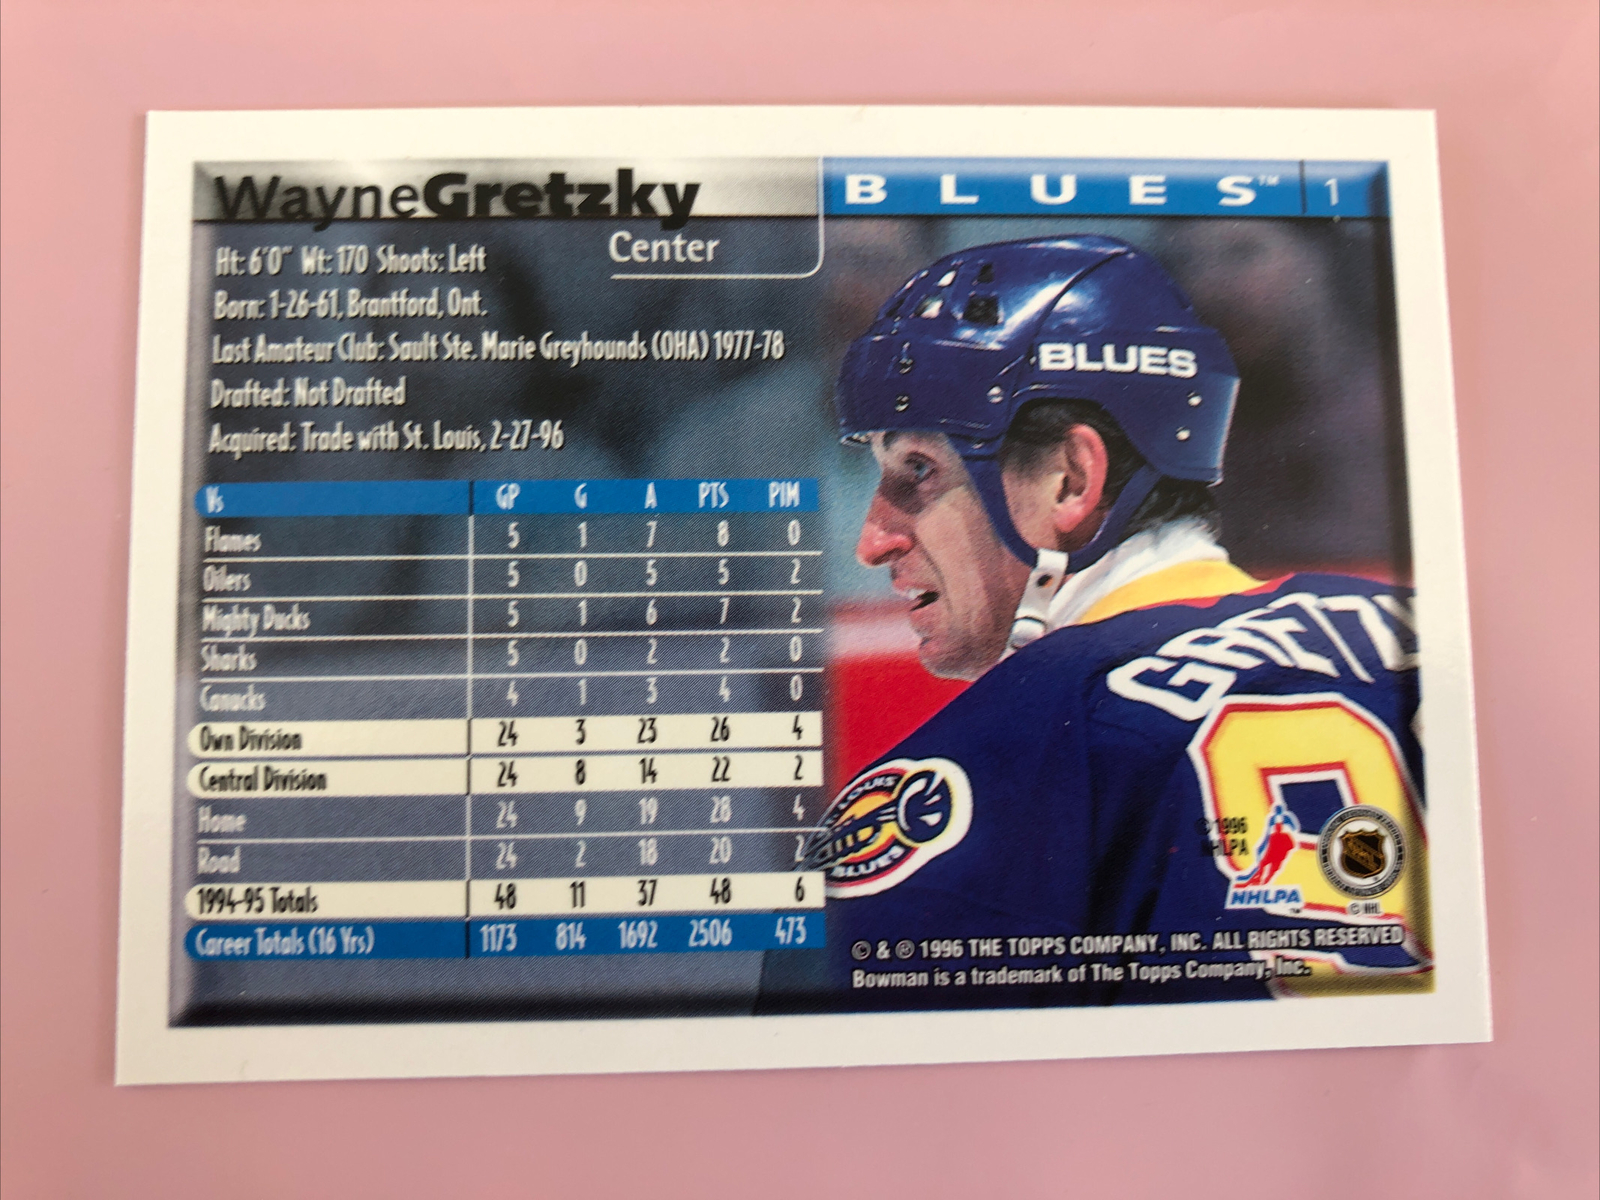 WayneGretzky
Center
BLUES™ 1
Ht: 6'0" Wt: 170 Shoots: Left
Born: 1-26-61, Brantford, Ont.
Last Amateur Club: Sault Ste. Marie Greyhounds (OHA) 1977-78
Drafted: Not Drafted
Acquired: Trade with St. Louis, 2-27-96
Vs GP G A PTS PIM
Flames 5 1 7 8 0
Oilers 5 0 5 5 2
Mighty Ducks 5 1 6 7 2
Sharks 5 0 2 2 0
Canucks 4 1 3 4 0
Own Division 24 3 23 26 4
Central Division 24 8 14 22 2
Home 24 9 19 28 4
Road 24 2 18 20 2
1994-95 Totals 48 11 37 48 6
Career Totals (16 Yrs) 1173 814 1692 2506 473
BLUES
GRETZ
LOUIS
BLUES
© 1996
NHLPA
NHLPA™
NHL
© NHL
© & ® 1996 THE TOPPS COMPANY, INC. ALL RIGHTS RESERVED
Bowman is a trademark of The Topps Company, Inc.